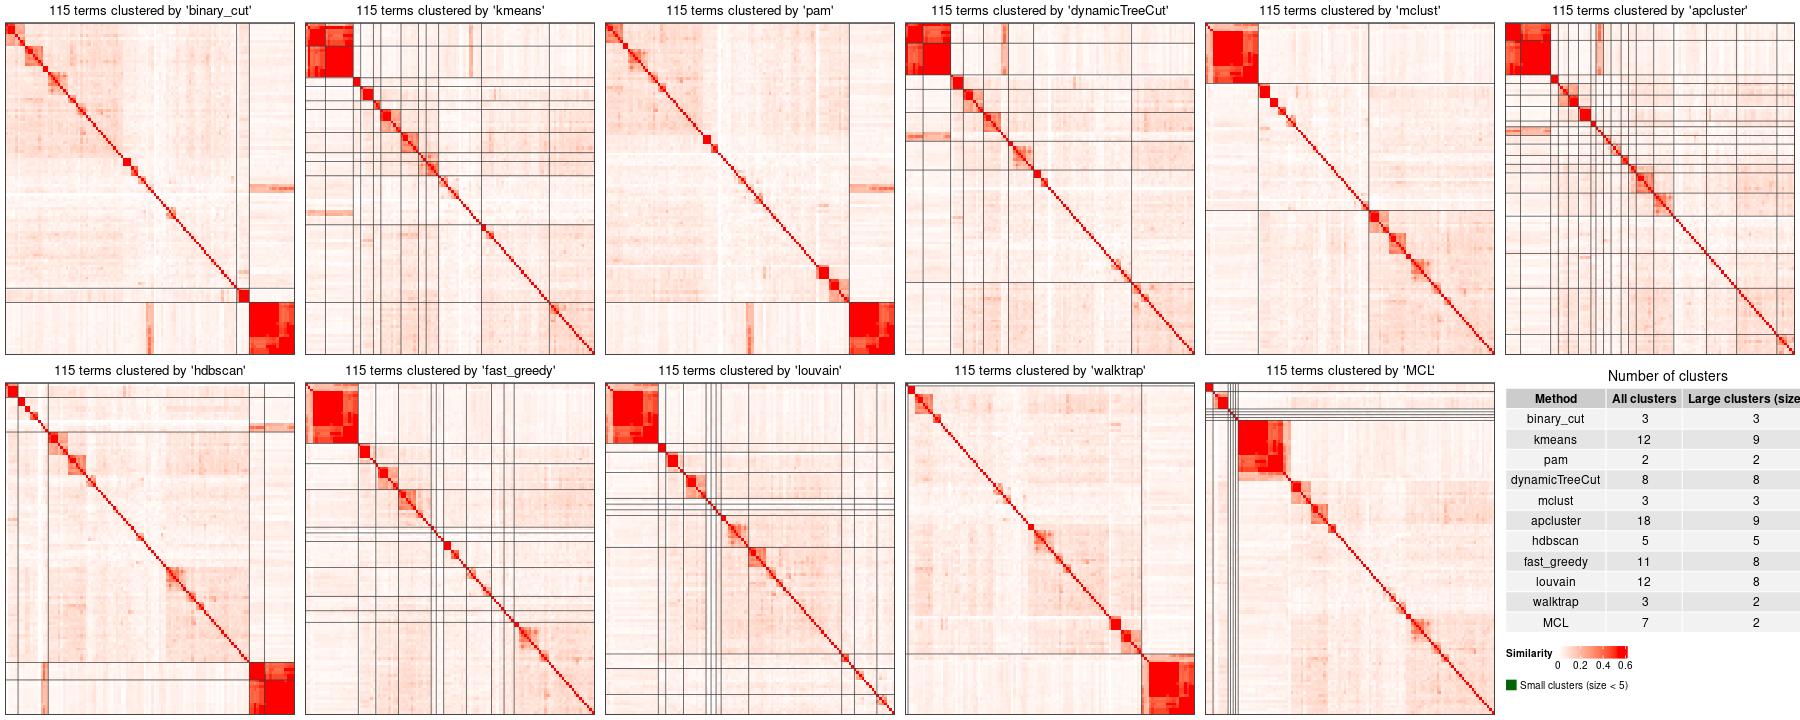 115 terms clustered by 'binary_cut'
115 terms clustered by 'kmeans'
115 terms clustered by 'pam'
115 terms clustered by 'dynamicTreeCut'
115 terms clustered by 'mclust'
115 terms clustered by 'apcluster'
115 terms clustered by 'hdbscan'
115 terms clustered by 'fast_greedy'
115 terms clustered by 'louvain'
115 terms clustered by 'walktrap'
115 terms clustered by 'MCL'
Number of clusters
Method All clusters Large clusters (size
binary_cut 3 3
kmeans 12 9
pam 2 2
dynamicTreeCut 8 8
mclust 3 3
apcluster 18 9
hdbscan 5 5
fast_greedy 11 8
louvain 12 8
walktrap 3 2
MCL 7 2
Similarity
0 0.2 0.4 0.6
Small clusters (size < 5)